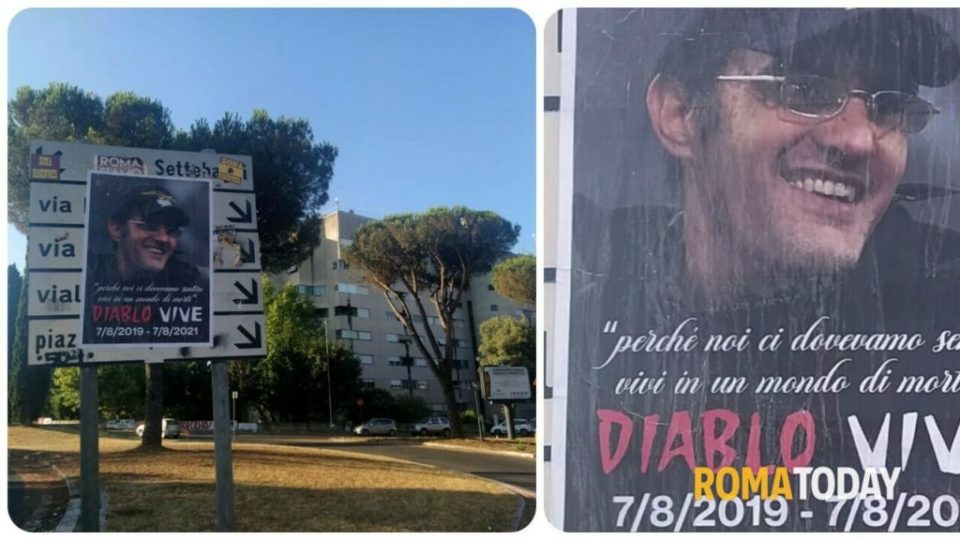 ROMA
Settebagni
via
via
vial
piaz
"perché noi ci dovevamo sentire
vivi in un mondo di morti"
DIABLO VIVE
7/8/2019 - 7/8/2021
"perché noi ci dovevamo sen
vivi in un mondo di mort
DIABLO VIV
ROMATODAY
7/8/2019 - 7/8/20